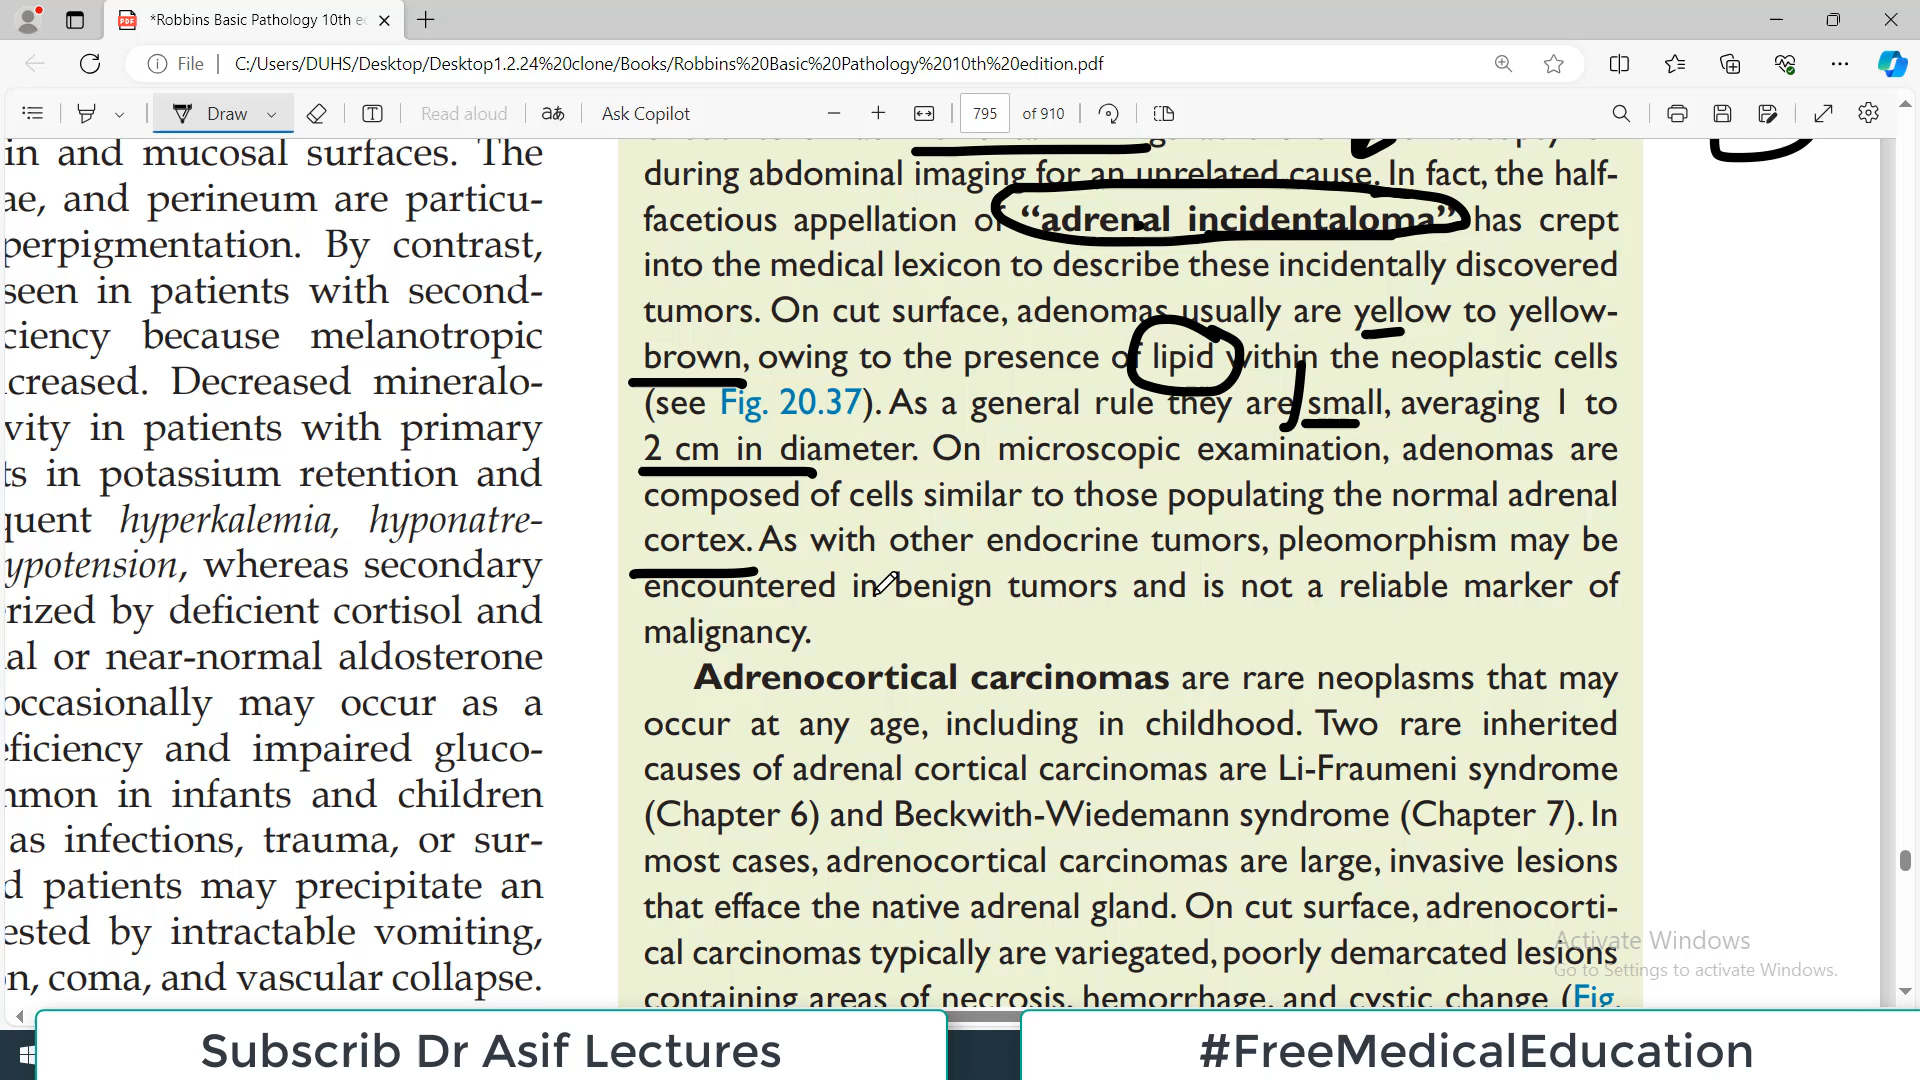 *Robbins Basic Pathology 10th e
File
C:/Users/DUHS/Desktop/Desktop1.2.24%20clone/Books/Robbins%20Basic%20Pathology%2010th%20edition.pdf
Draw
Read aloud
aあ
Ask Copilot
795 of 910
in and mucosal surfaces. The
ae, and perineum are particu-
perpigmentation. By contrast,
seen in patients with second-
ciency because melanotropic
creased. Decreased mineralo-
vity in patients with primary
ts in potassium retention and
quent hyperkalemia, hyponatre-
ypotension, whereas secondary
rized by deficient cortisol and
al or near-normal aldosterone
occasionally may occur as a
eficiency and impaired gluco-
mmon in infants and children
as infections, trauma, or sur-
d patients may precipitate an
ested by intractable vomiting,
n, coma, and vascular collapse.
during abdominal imaging for an unrelated cause. In fact, the half-
facetious appellation of “adrenal incidentaloma” has crept
into the medical lexicon to describe these incidentally discovered
tumors. On cut surface, adenomas usually are yellow to yellow-
brown, owing to the presence of lipid within the neoplastic cells
(see Fig. 20.37). As a general rule they are small, averaging 1 to
2 cm in diameter. On microscopic examination, adenomas are
composed of cells similar to those populating the normal adrenal
cortex. As with other endocrine tumors, pleomorphism may be
encountered in benign tumors and is not a reliable marker of
malignancy.
Adrenocortical carcinomas are rare neoplasms that may
occur at any age, including in childhood. Two rare inherited
causes of adrenal cortical carcinomas are Li-Fraumeni syndrome
(Chapter 6) and Beckwith-Wiedemann syndrome (Chapter 7). In
most cases, adrenocortical carcinomas are large, invasive lesions
that efface the native adrenal gland. On cut surface, adrenocorti-
cal carcinomas typically are variegated, poorly demarcated lesions
containing areas of necrosis, hemorrhage, and cystic change (Fig.
Activate Windows
Go to Settings to activate Windows.
Subscrib Dr Asif Lectures
#FreeMedicalEducation